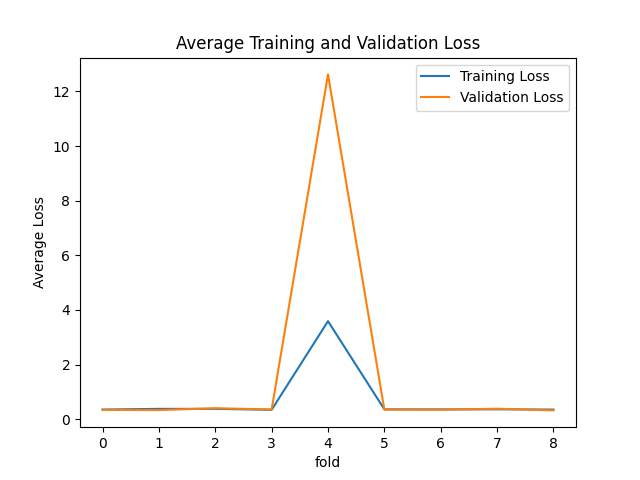 Average Training and Validation Loss
Training Loss
Validation Loss
12
10
8
6
4
2
0
Average Loss
0 1 2 3 4 5 6 7 8
fold